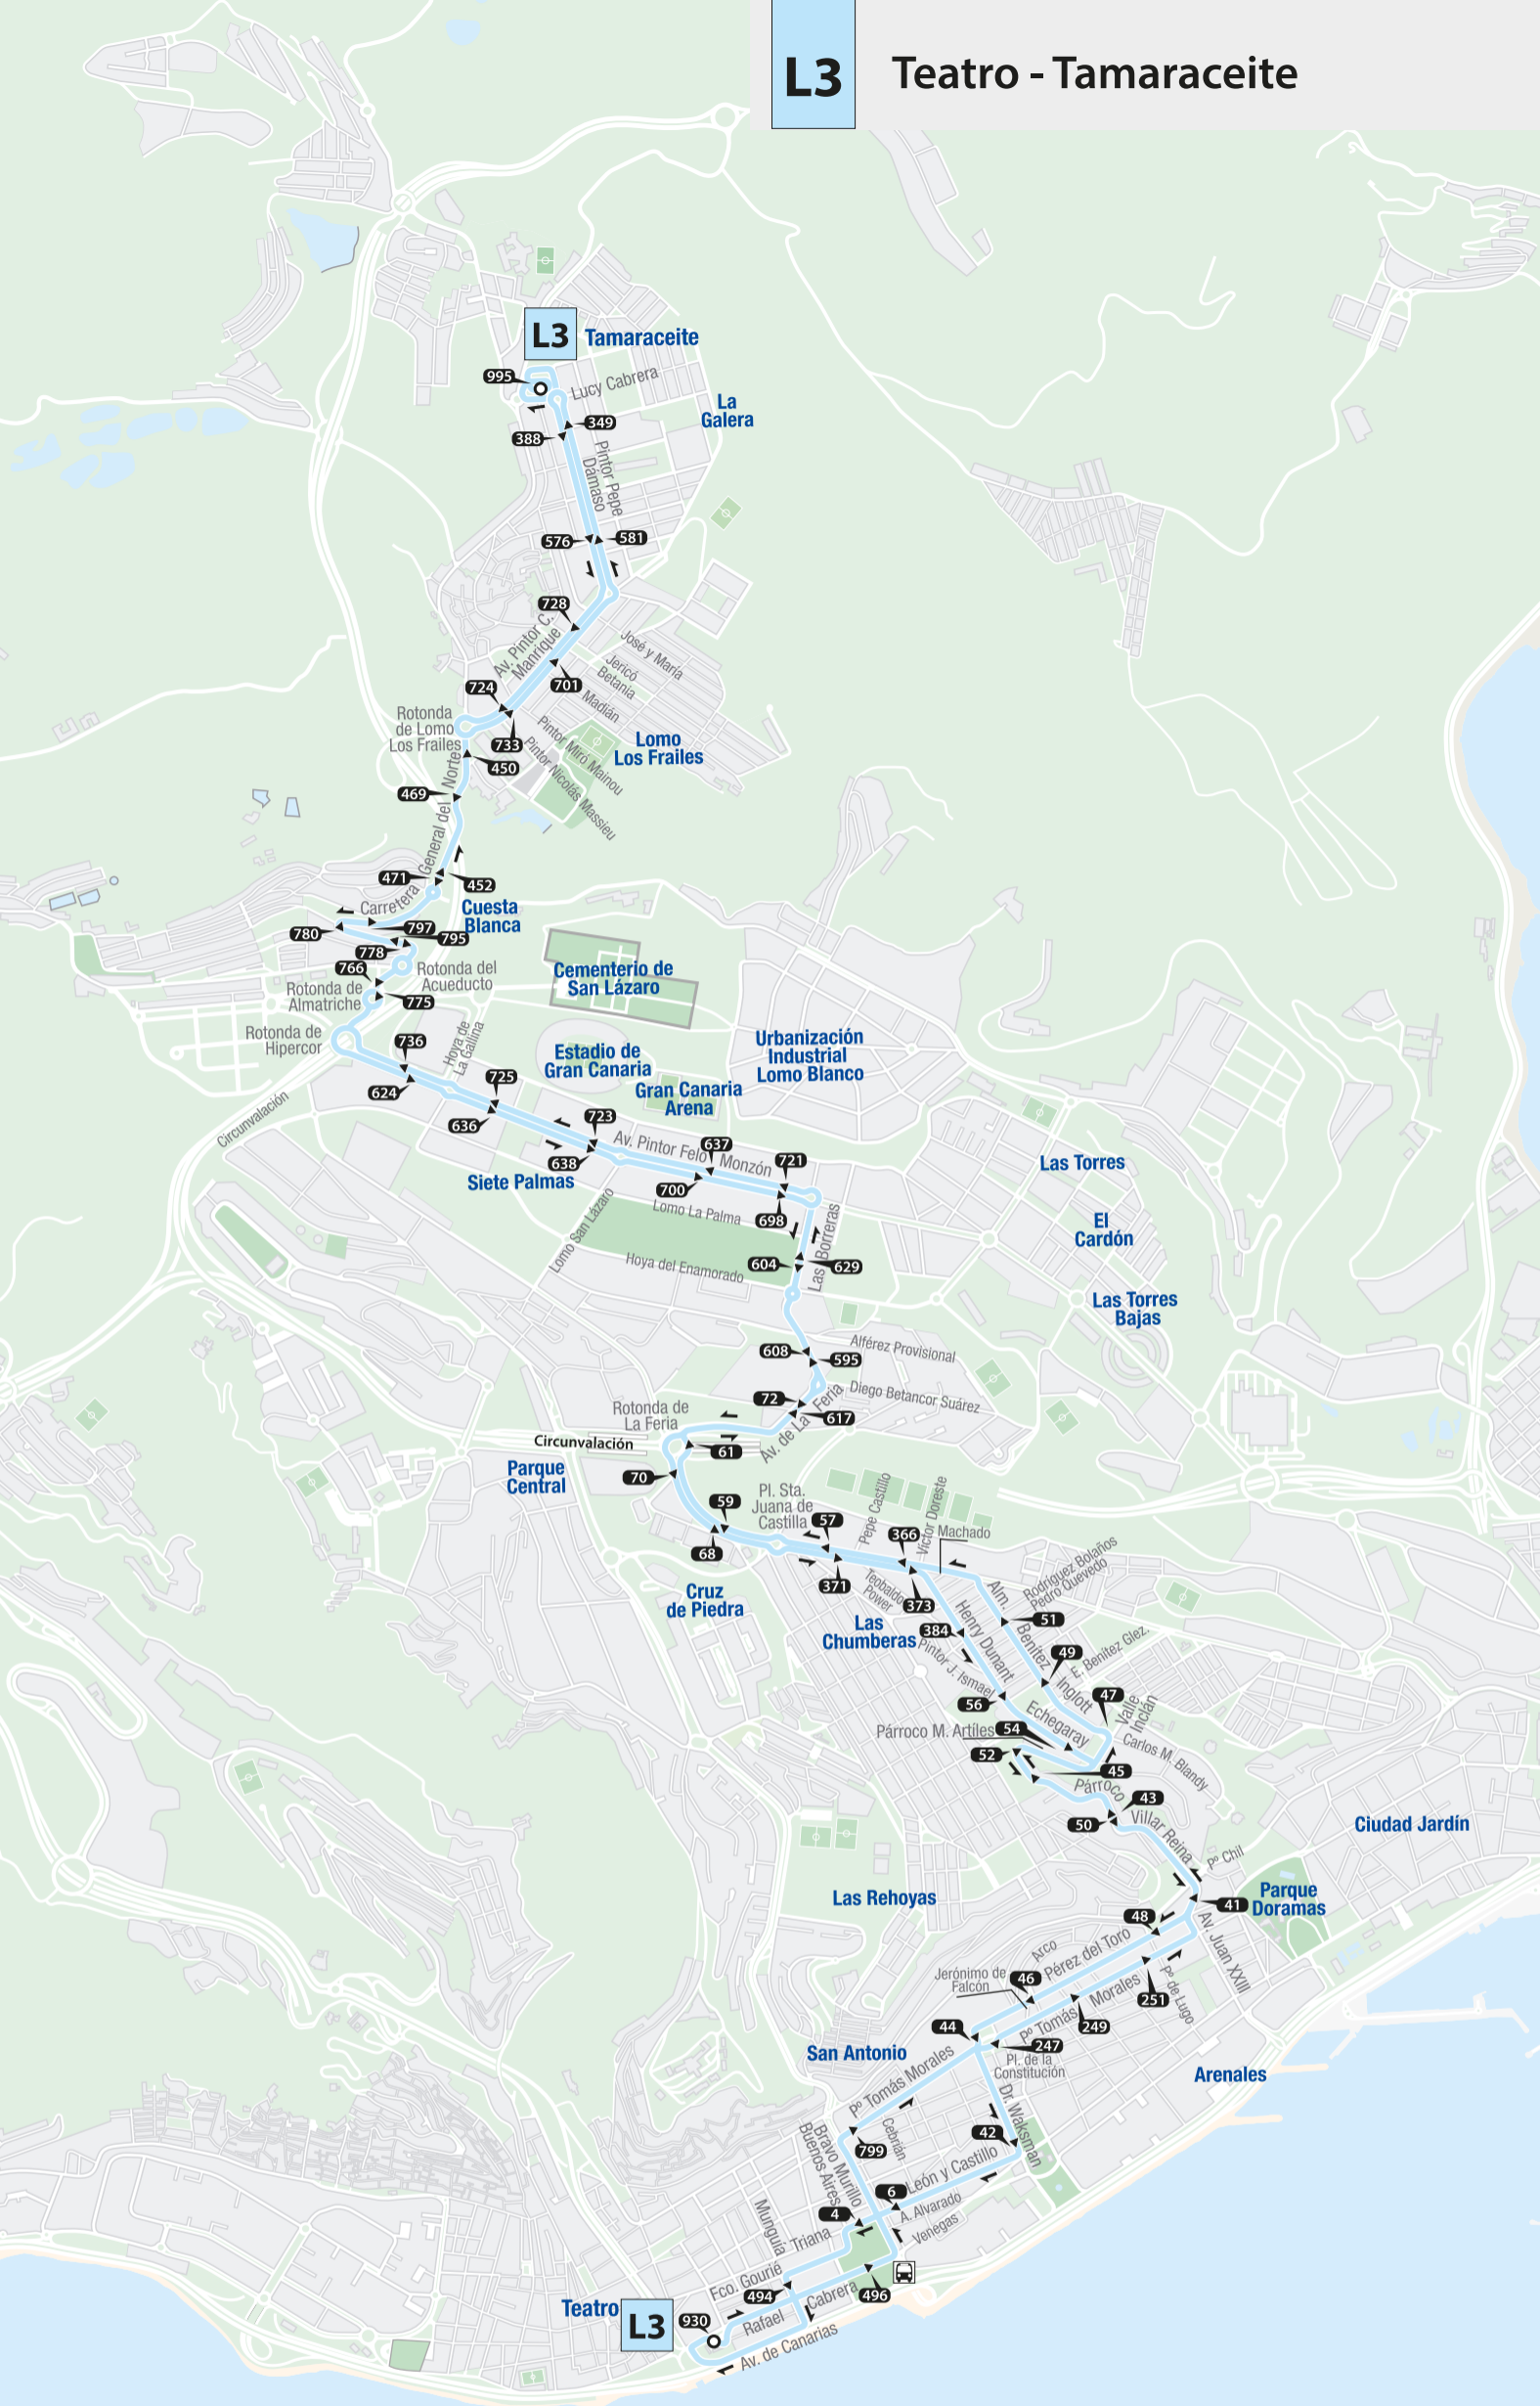 L3
Teatro - Tamaraceite
L3
Tamaraceite
995
Lucy Cabrera
La
Galera
349
388
Pintor Pepe
Dámaso
576
581
728
Av. Pintor C.
Manrique
José y María
Jericó
Betania
701
Madián
724
Rotonda
de Lomo
Los Frailes
Pintor Miró Mainou
Pintor Nicolás Massieu
Lomo
Los Frailes
733
450
469
Carretera General del Norte
471
452
Cuesta
Blanca
797
780
795
778
766
Rotonda del
Acueducto
Rotonda de
Almatriche
775
Cementerio de
San Lázaro
Rotonda de
Hipercor
736
Hoya de
La Gallina
Estadio de
Gran Canaria
Urbanización
Industrial
Lomo Blanco
725
624
Gran Canaria
Arena
Circunvalación
636
723
Av. Pintor Felo Monzón
637
638
721
Las Torres
Siete Palmas
700
Lomo La Palma
698
Lomo San Lázaro
El
Cardón
Las Borreras
Hoya del Enamorado
604
629
Las Torres
Bajas
608
595
Alférez Provisional
72
Diego Betancor Suárez
Rotonda de
La Feria
617
Av. de La Feria
Circunvalación
61
Parque
Central
70
59
Pl. Sta.
Juana de
Castilla
57
Pepe Castillo
Víctor Doreste
366
Machado
68
371
Teobaldo
Power
373
Rodríguez Bolaños
Pedro Quevedo
Cruz
de Piedra
Las
Chumberas
384
Henry Dunant
Alm. Benítez Inglott
51
49
E. Benítez Glez.
Pintor J. Ismael
56
47
Valle
Inclán
Echegaray
Párroco M. Artiles
54
52
Carlos M. Blandy
45
Párroco Villar Reina
43
50
Ciudad Jardín
Pº Chil
Las Rehoyas
Parque
Doramas
41
48
Av. Juan XXIII
Arco
Pérez del Toro
Jerónimo de
Falcón
46
Pº Tomás Morales
Pº de Lugo
251
249
44
247
Pl. de la
Constitución
San Antonio
Arenales
Pº Tomás Morales
Dr. Waksman
Cebrián
42
799
Bravo Murillo
Buenos Aires
León y Castillo
6
A. Alvarado
4
Venegas
Munguía
Triana
Fco. Gourié
494
496
Teatro
L3
930
Rafael Cabrera
Av. de Canarias